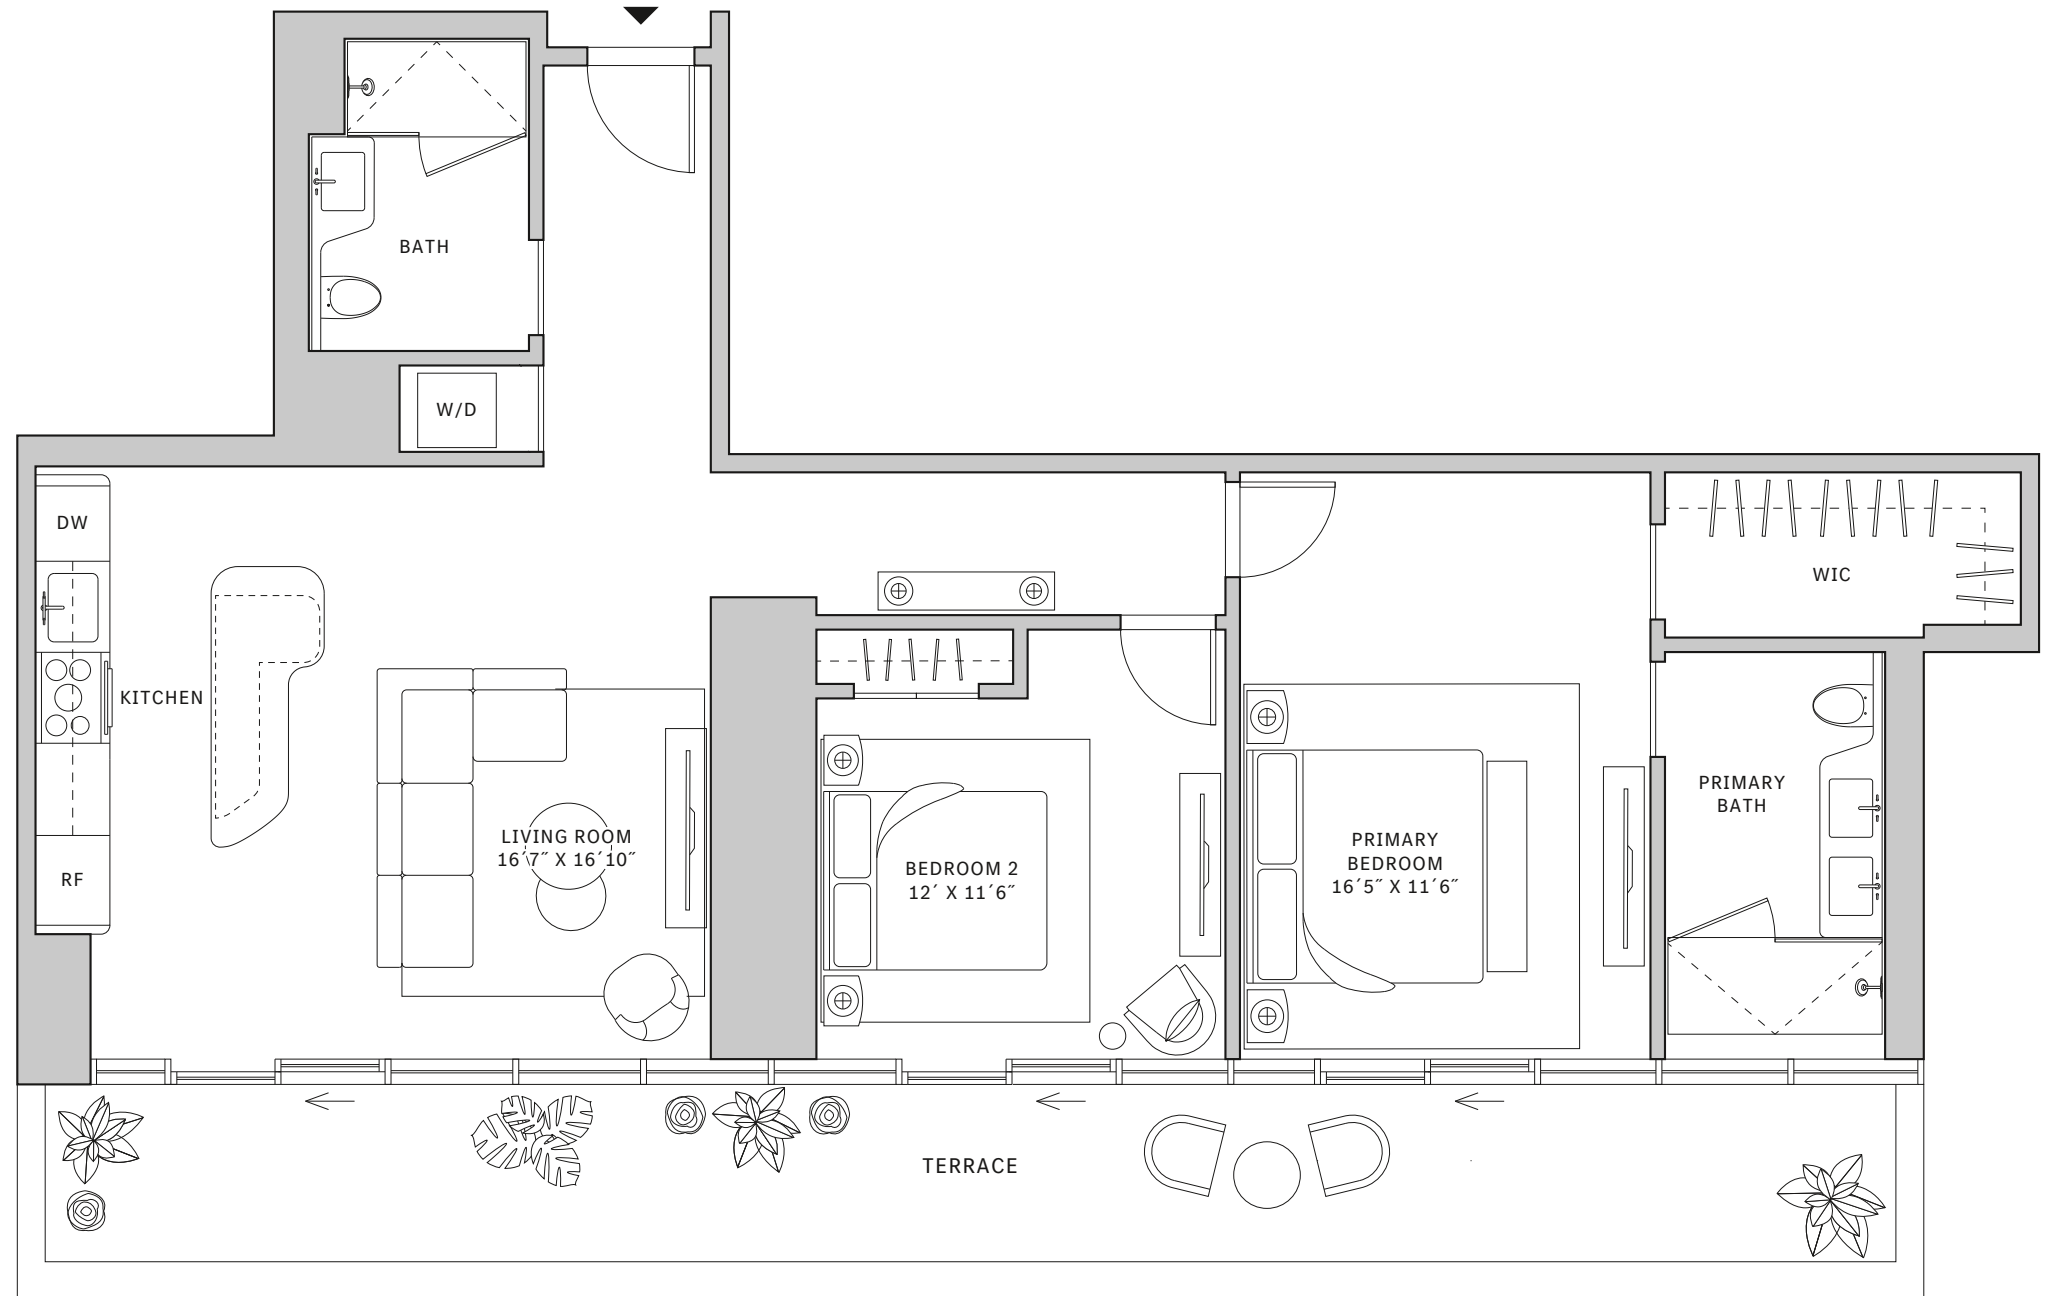 BATH
W/D
DW
KITCHEN
RF
LIVING ROOM
16´7˝ X 16´10˝
BEDROOM 2
12´ X 11´6˝
PRIMARY
BEDROOM
16´5˝ X 11´6˝
WIC
PRIMARY
BATH
TERRACE